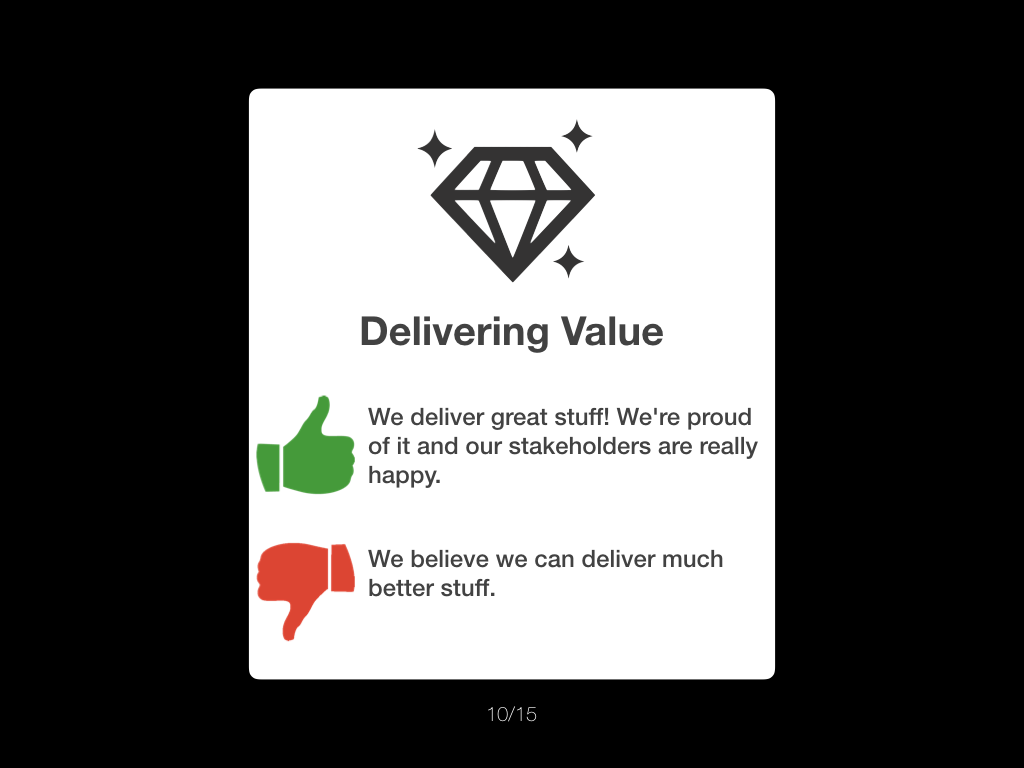 Delivering Value
We deliver great stuff! We're proud
of it and our stakeholders are really
happy.
We believe we can deliver much
better stuff.
10/15